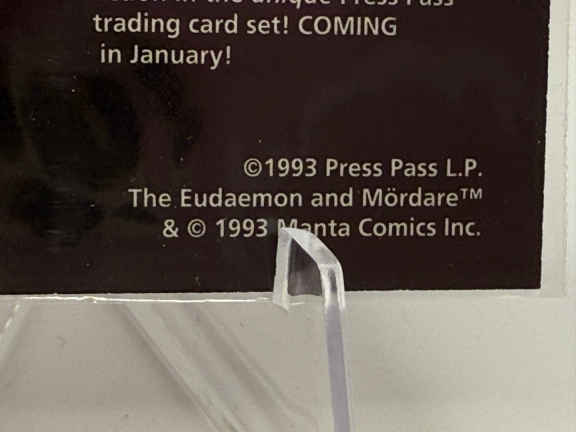 in the unique Press Pass
trading card set! COMING
in January!
©1993 Press Pass L.P.
The Eudaemon and Mördare™
& © 1993 Manta Comics Inc.